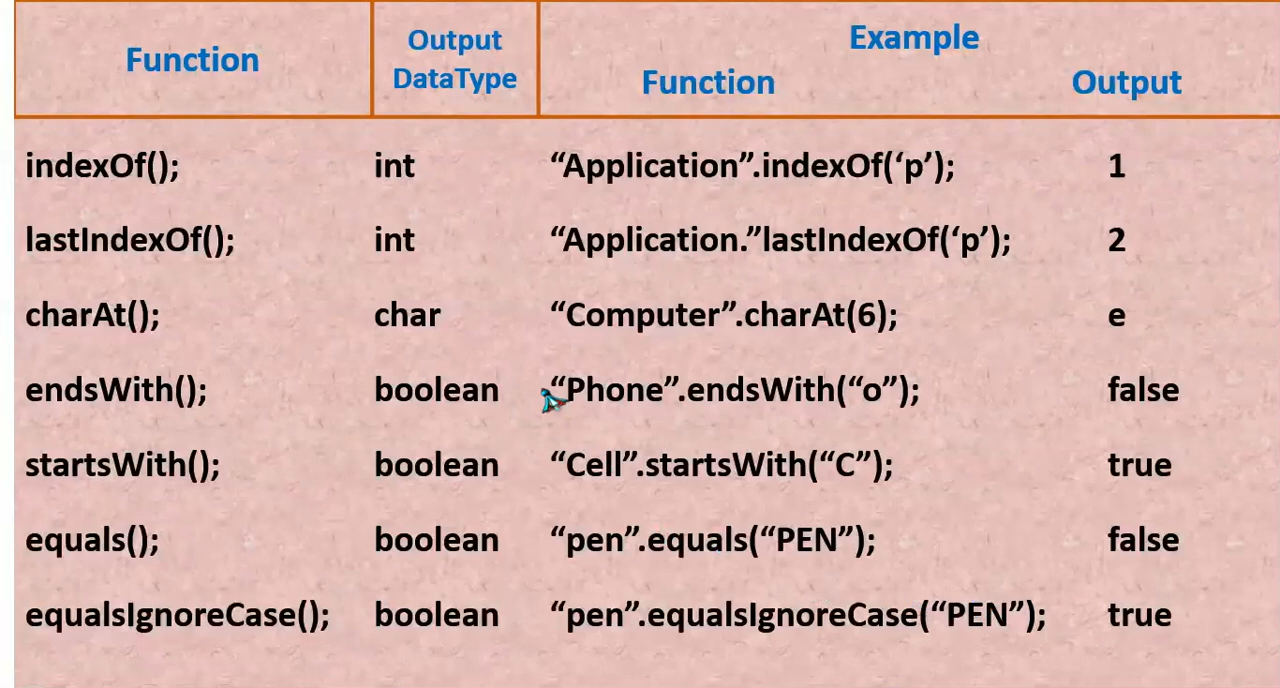 Function Output DataType Example
Function Output
indexOf(); int “Application”.indexOf(‘p’); 1
lastIndexOf(); int “Application.”lastIndexOf(‘p’); 2
charAt(); char “Computer”.charAt(6); e
endsWith(); boolean “Phone”.endsWith(“o”); false
startsWith(); boolean “Cell”.startsWith(“C”); true
equals(); boolean “pen”.equals(“PEN”); false
equalsIgnoreCase(); boolean “pen”.equalsIgnoreCase(“PEN”); true